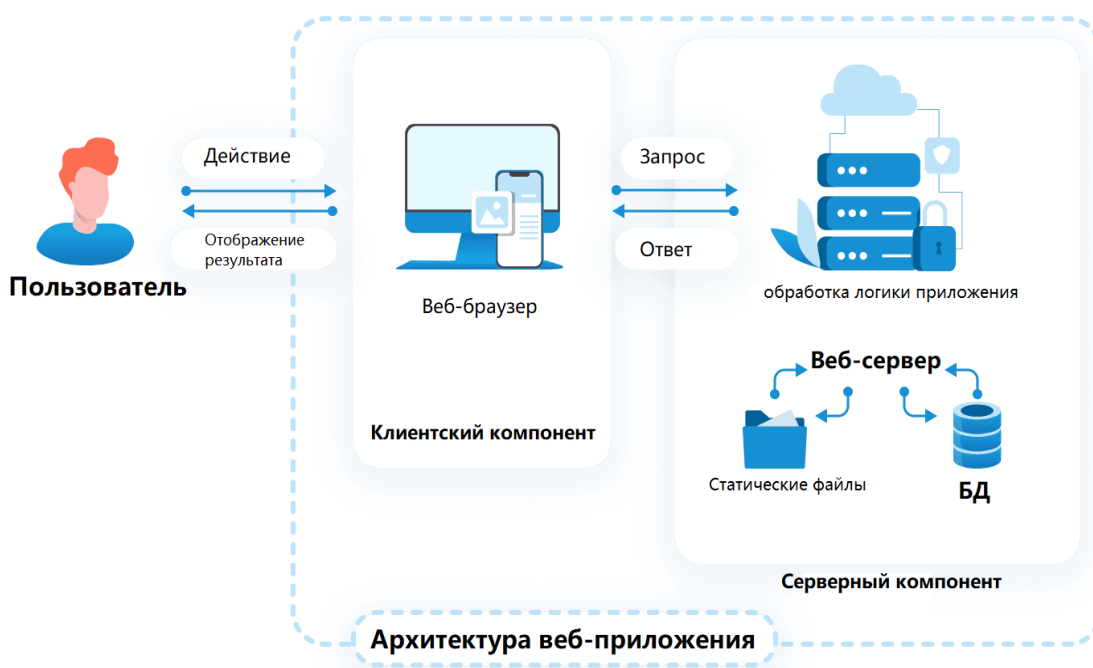 Действие
Отображение
результата
Пользователь
Веб-браузер
Клиентский компонент
Запрос
Ответ
обработка логики приложения
Веб-сервер
Статические файлы
БД
Серверный компонент
Архитектура веб-приложения